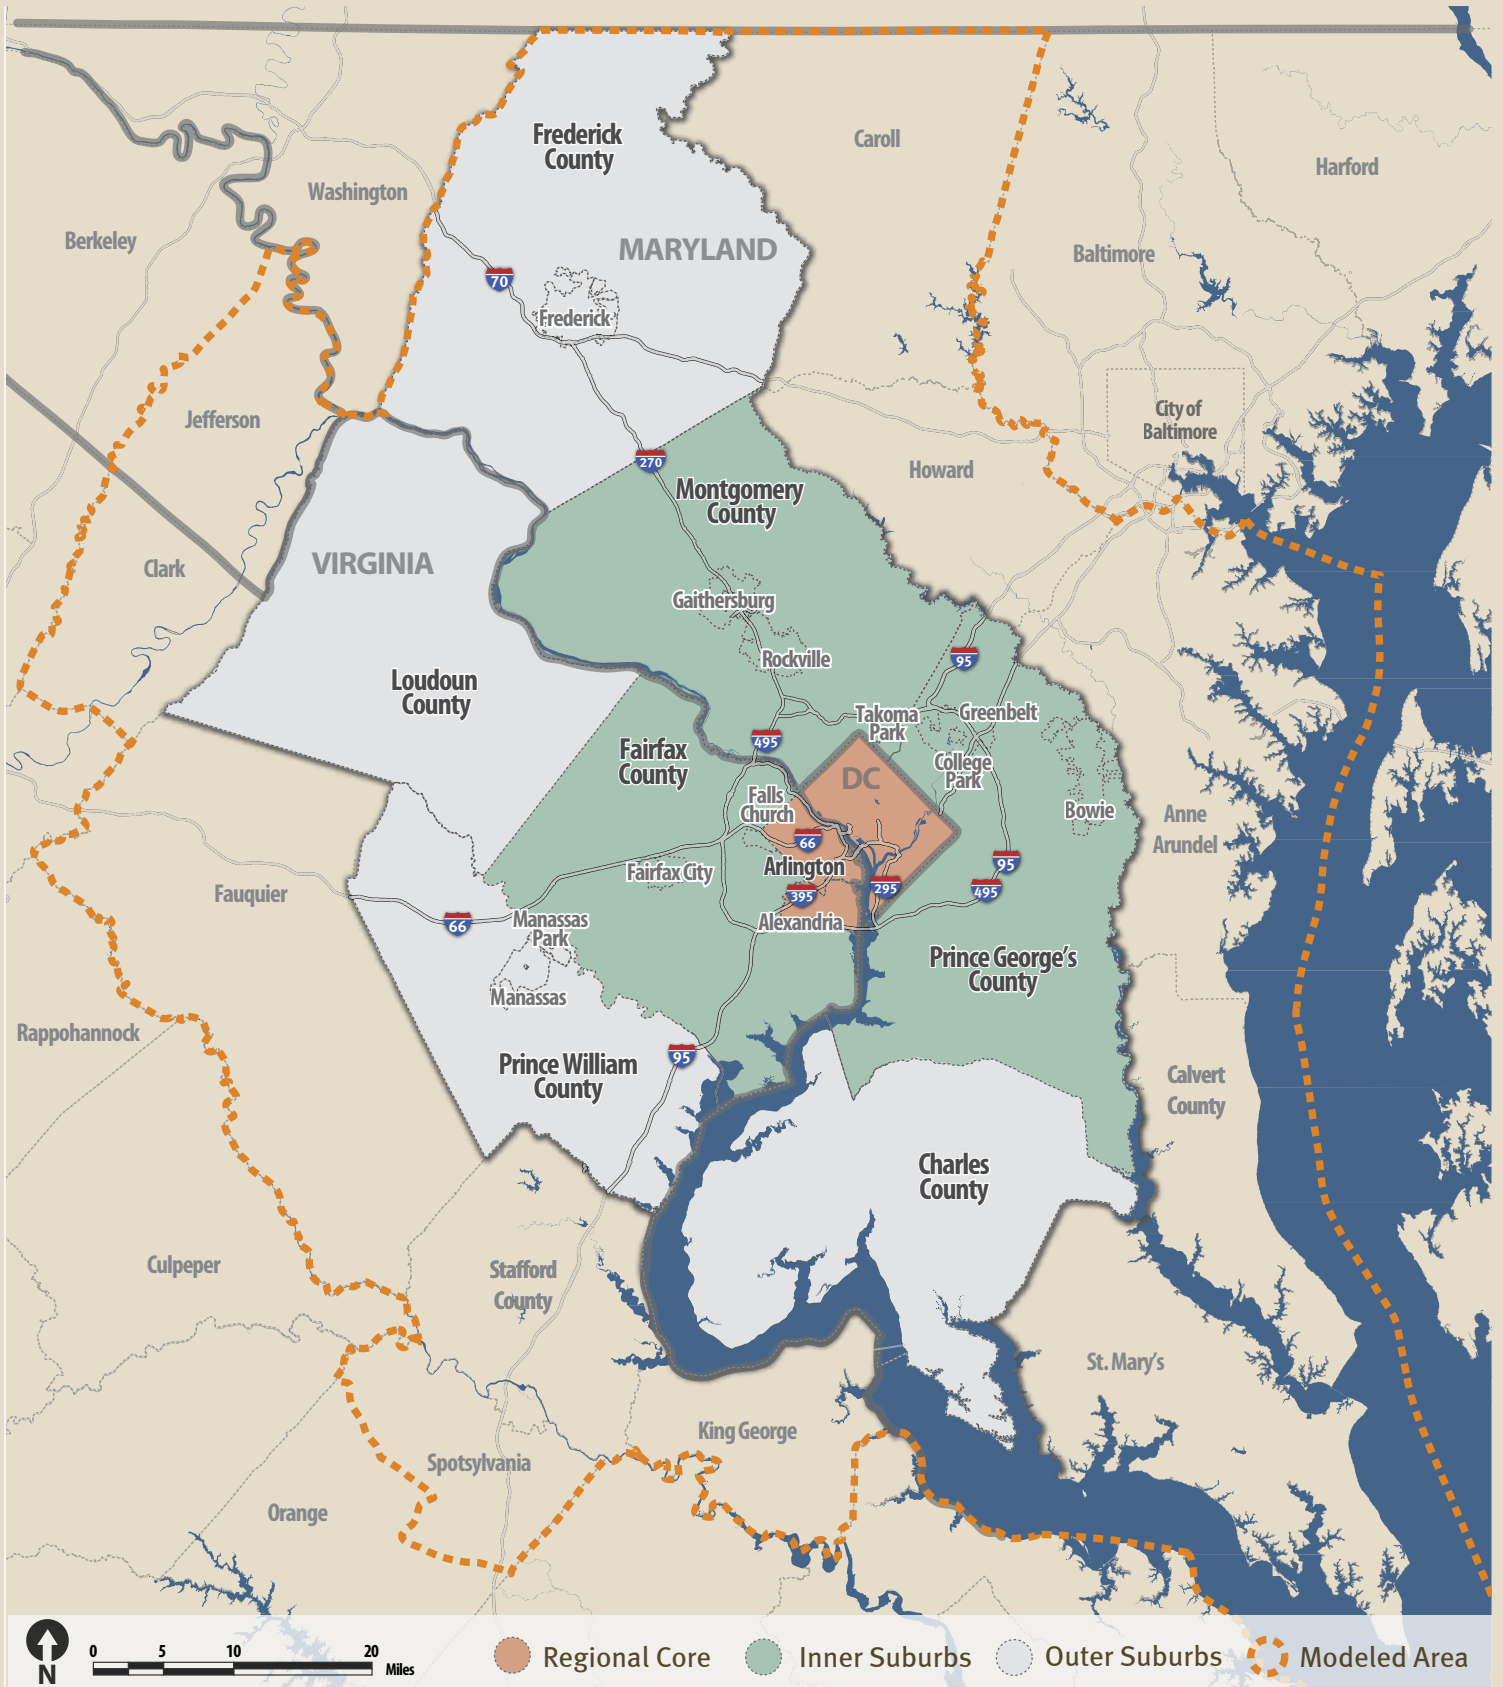 Frederick
County
Caroll
Harford
Washington
Berkeley
MARYLAND
Baltimore
70
Frederick
Jefferson
City of
Baltimore
270
Howard
Montgomery
County
VIRGINIA
Clark
Gaithersburg
Rockville
95
Loudoun
County
Takoma
Park
Greenbelt
495
Fairfax
County
College
Park
DC
Falls
Church
Bowie
Anne
Arundel
66
Arlington
95
Fairfax City
295
495
395
Fauquier
66
Manassas
Park
Alexandria
Prince George's
County
Manassas
Rappohannock
95
Prince William
County
Calvert
County
Charles
County
Culpeper
Stafford
County
St. Mary's
King George
Spotsylvania
Orange
N
0 5 10 20
Miles
Regional Core
Inner Suburbs
Outer Suburbs
Modeled Area